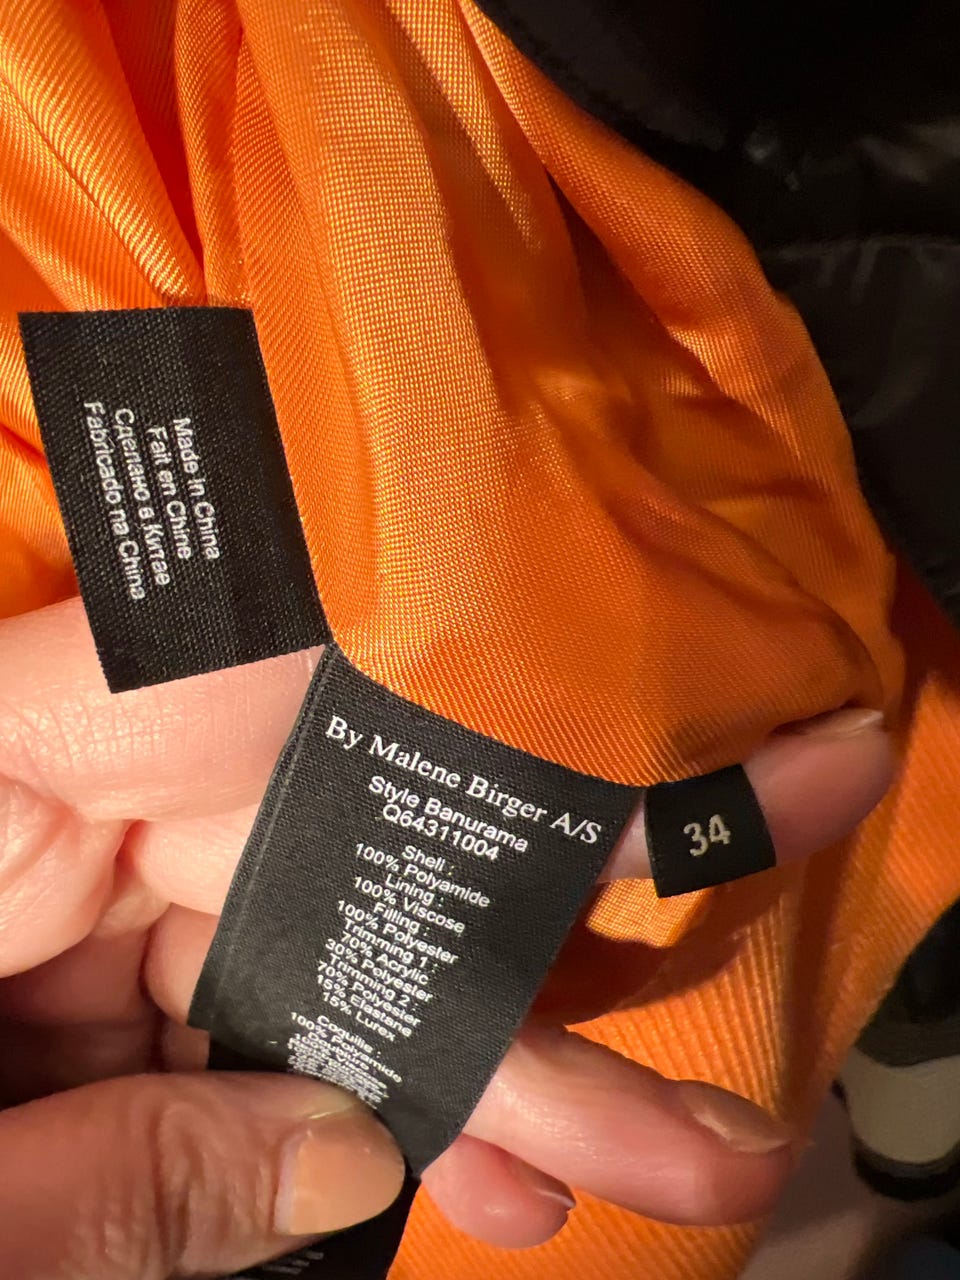 Made in China
Fait en Chine
Сделано в Китае
Fabricado na China
By Malene Birger A/S
Style Banurama
Q64311004
Shell :
100% Polyamide
Lining :
100% Viscose
Filling :
100% Polyester
Trimming 1 :
70% Acrylic
30% Polyester
Trimming 2 :
70% Polyester
15% Elastane
15% Lurex
Coquille :
100% Polyamide
Doublure :
34